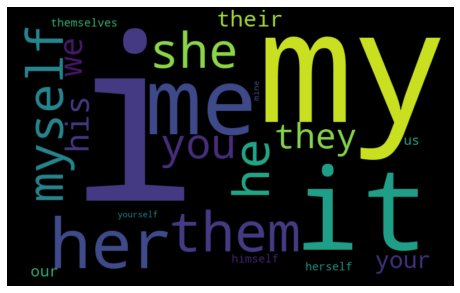 themselves
their
myself
we
his
i
she
me
mine
my
you
he
they
us
it
her
yourself
them
himself
herself
your
our